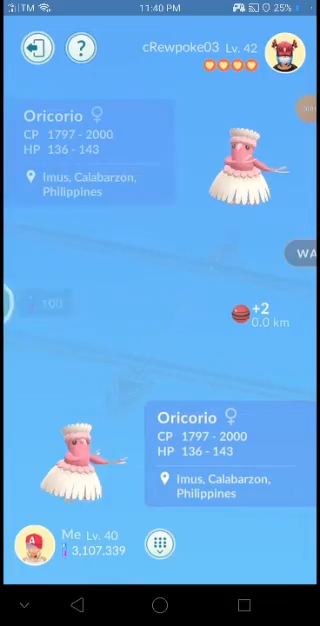 TM 11:40 PM 25%
cRewpoke03 Lv. 42
?
Oricorio ♀
CP 1797 - 2000
HP 136 - 143
Imus, Calabarzon,
Philippines
WA
100
+2
0.0 km
Oricorio ♀
CP 1797 - 2000
HP 136 - 143
Imus, Calabarzon,
Philippines
Me Lv. 40
3,107,339